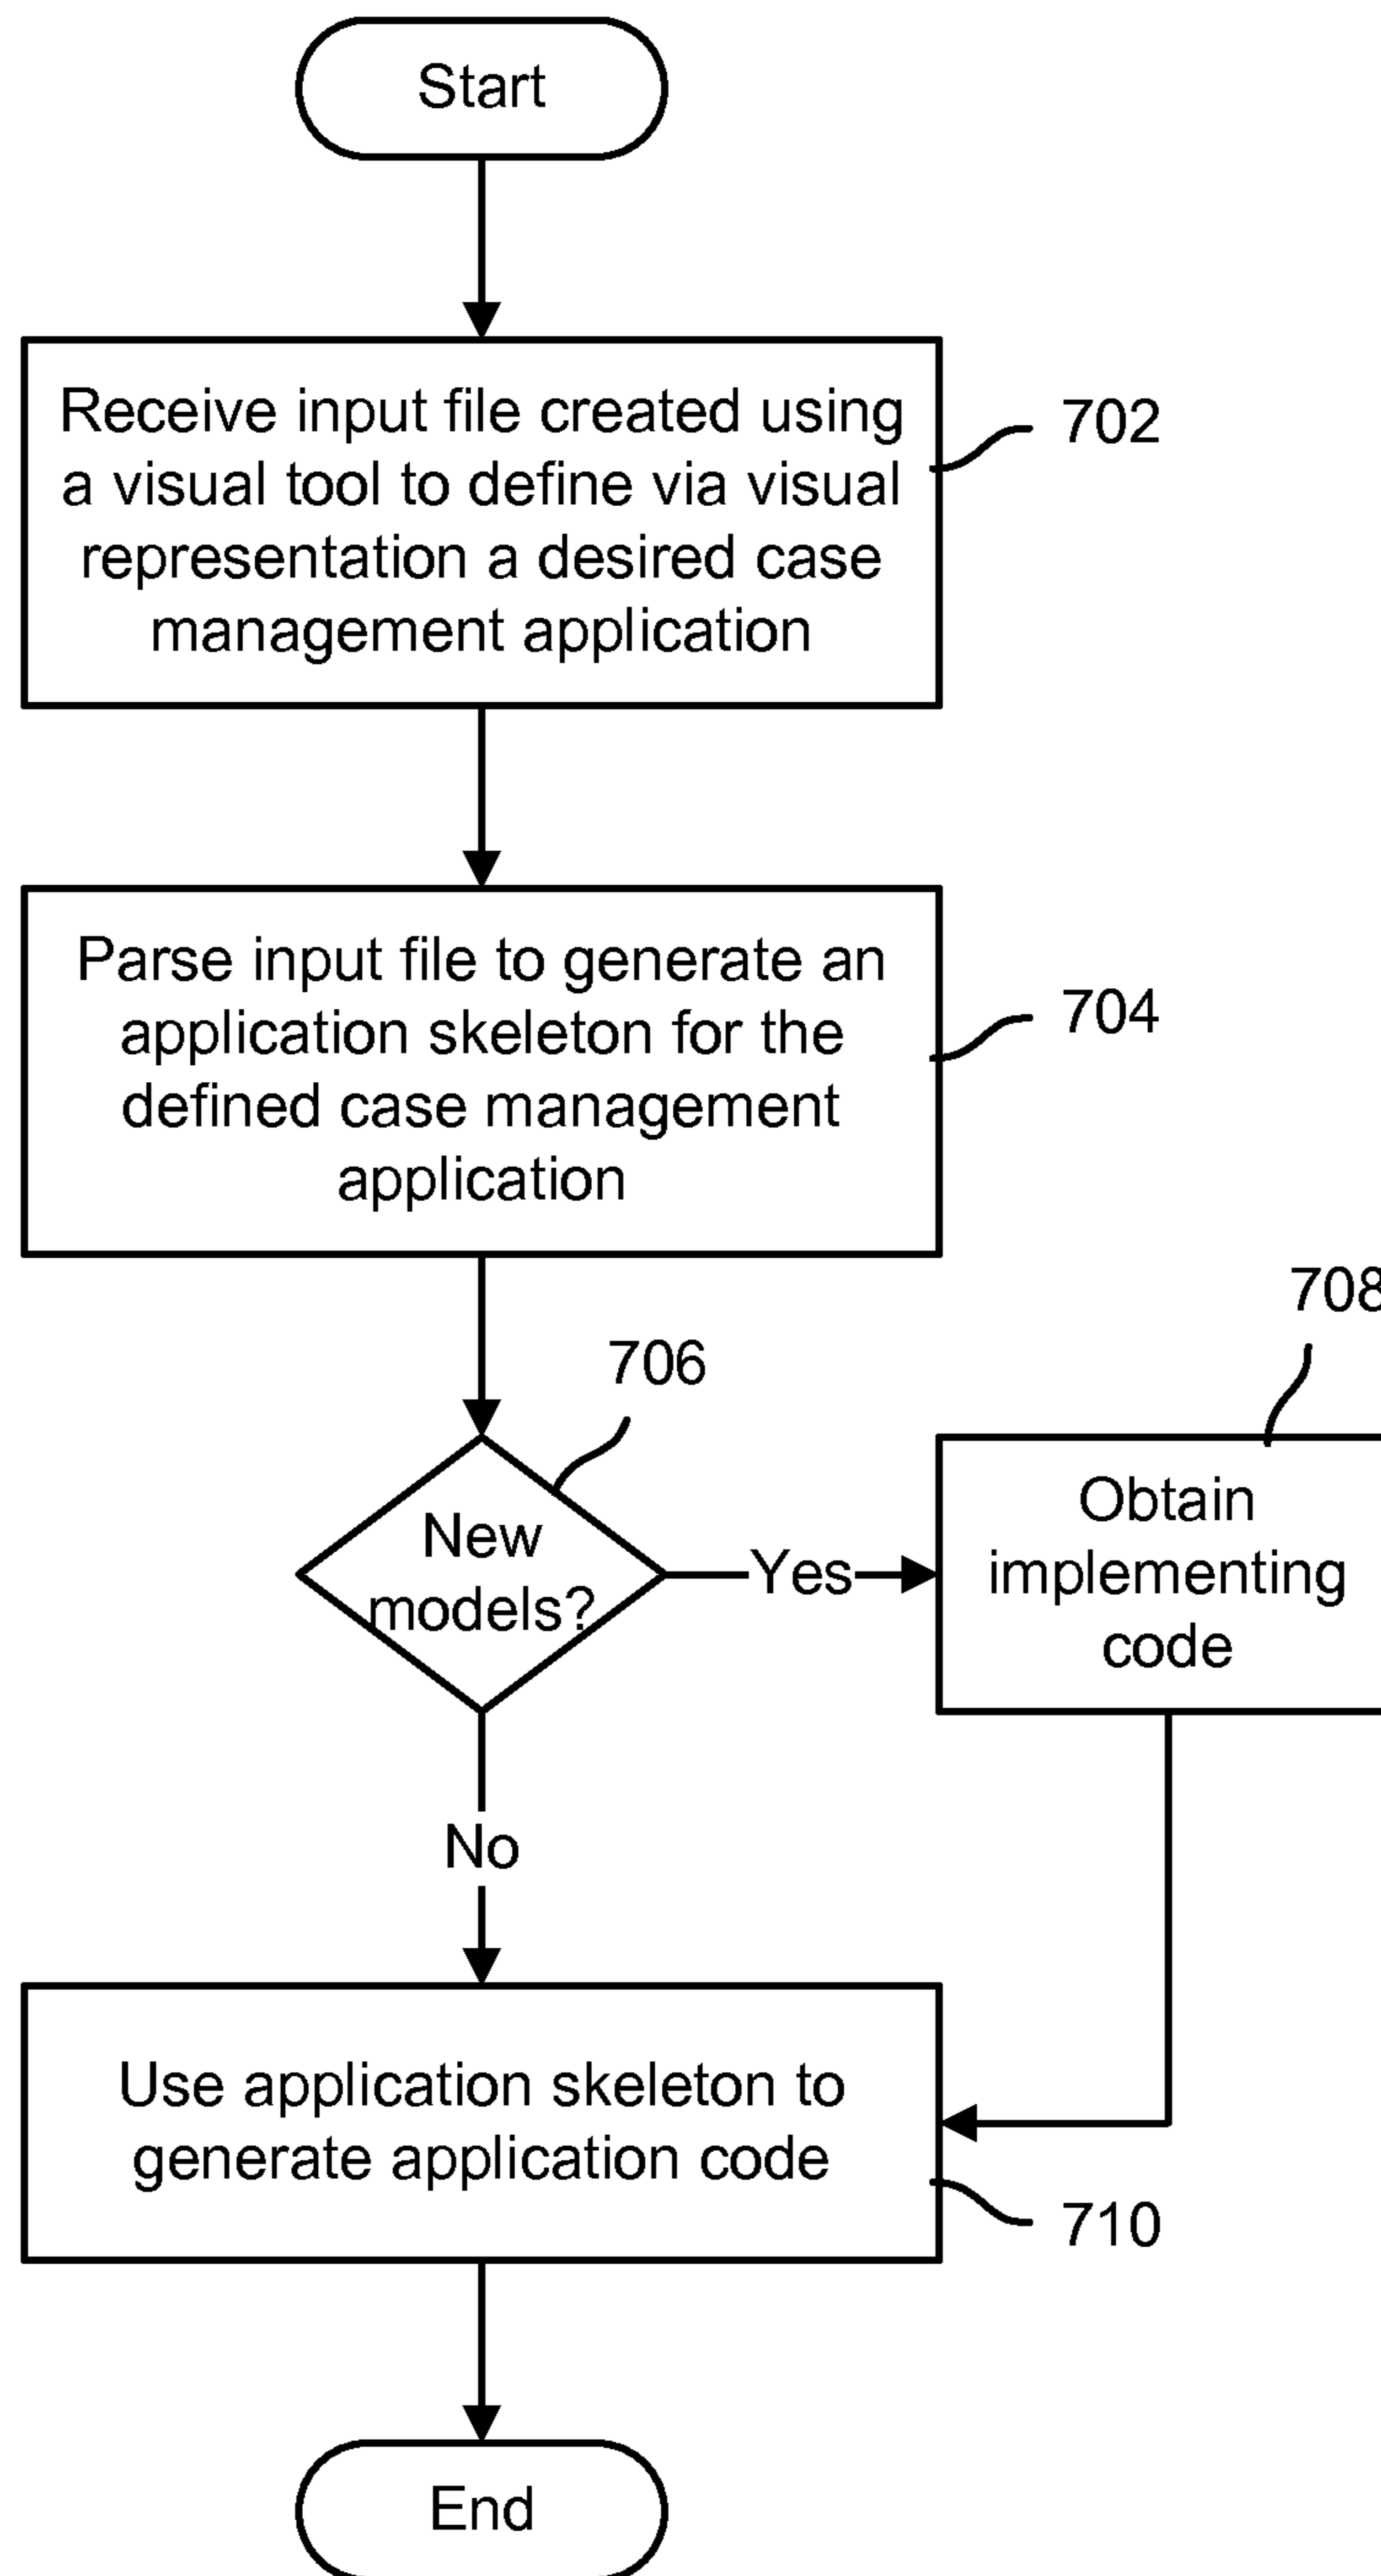 Start
Receive input file created using
a visual tool to define via visual
representation a desired case
management application
702
Parse input file to generate an
application skeleton for the
defined case management
application
704
706
708
New
models?
Yes
Obtain
implementing
code
No
Use application skeleton to
generate application code
710
End